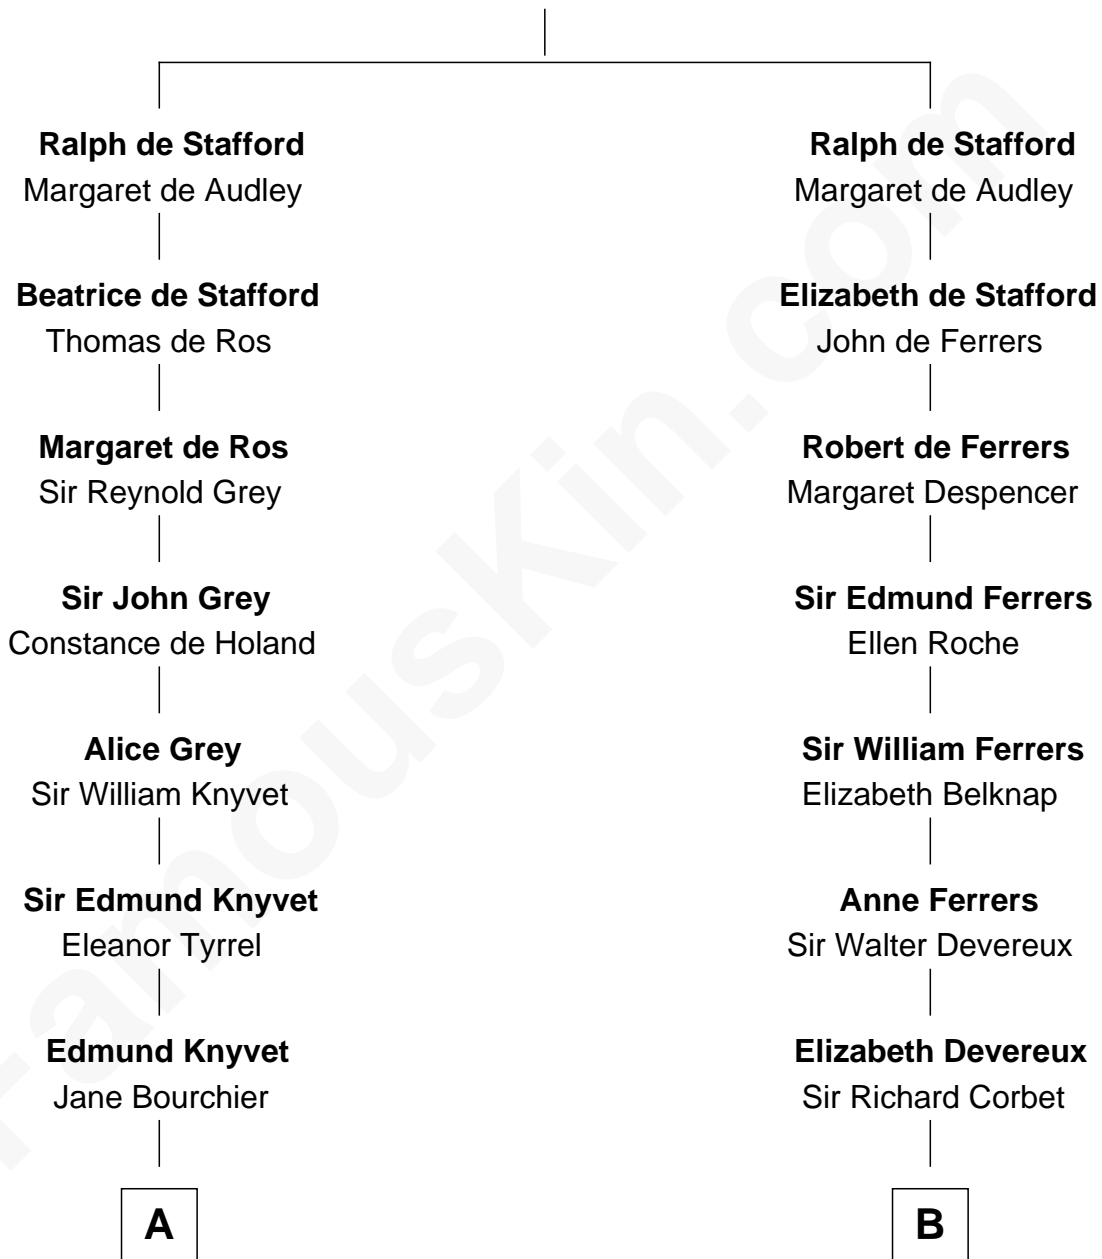 Ralph de Stafford
Margaret de Audley
Beatrice de Stafford
Thomas de Ros
Margaret de Ros
Sir Reynold Grey
Sir John Grey
Constance de Holand
Alice Grey
Sir William Knyvet
Sir Edmund Knyvet
Eleanor Tyrrel
Edmund Knyvet
Jane Bourchier
A
Ralph de Stafford
Margaret de Audley
Elizabeth de Stafford
John de Ferrers
Robert de Ferrers
Margaret Despencer
Sir Edmund Ferrers
Ellen Roche
Sir William Ferrers
Elizabeth Belknap
Anne Ferrers
Sir Walter Devereux
Elizabeth Devereux
Sir Richard Corbet
B
FamousKin.com